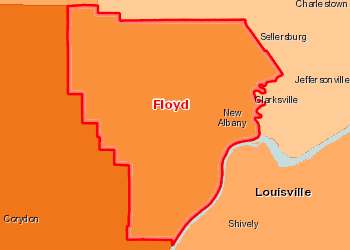 Charlestown
Sellersburg
Jeffersonville
Clarksville
Floyd
New
Albany
Louisville
Corydon
Shively